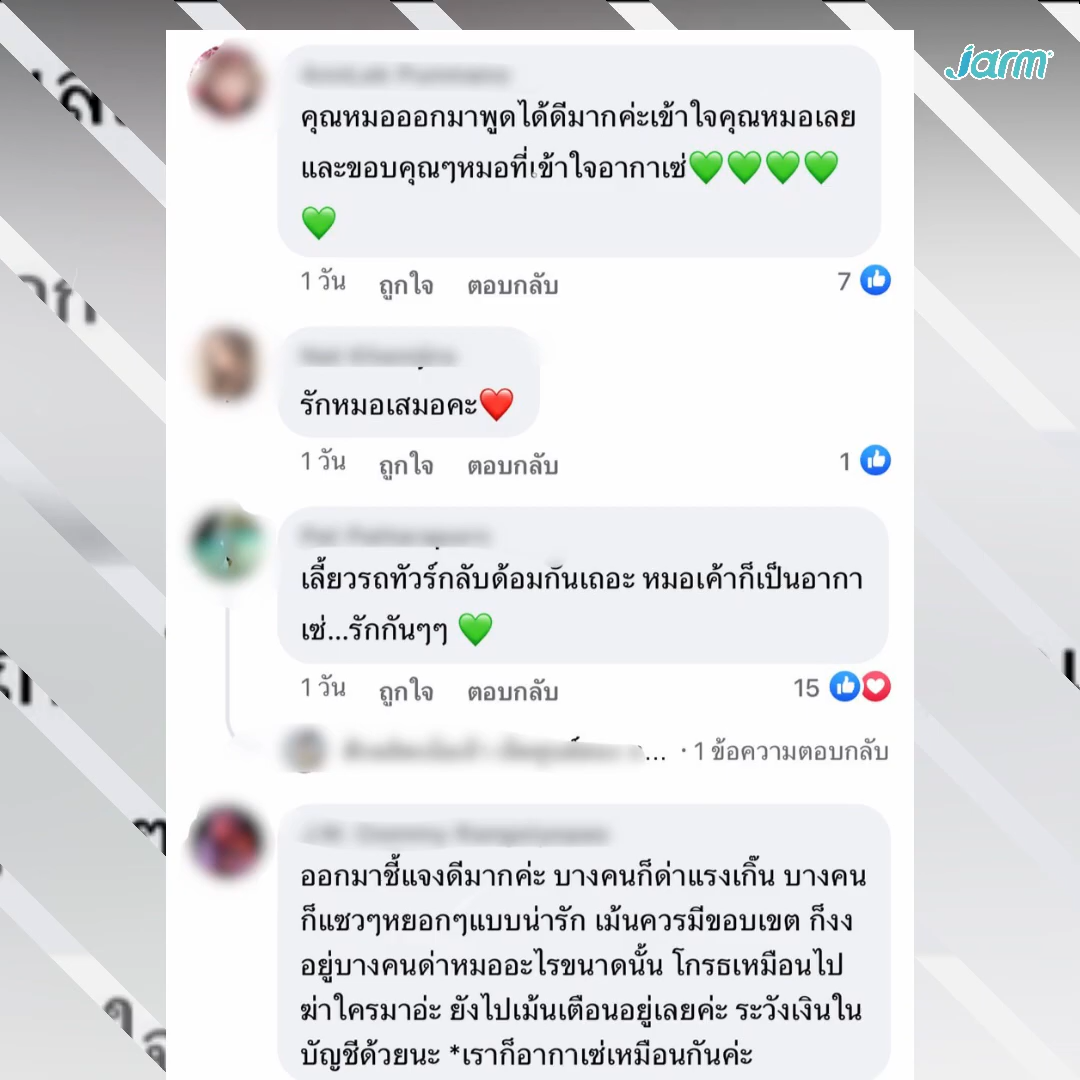 Jarm
คุณหมอออกมาพูดได้ดีมากค่ะเข้าใจคุณหมอเลย
และขอบคุณๆหมอที่เข้าใจอากาเซ่💚💚💚💚
💚
1 วัน ถูกใจ ตอบกลับ 7
รักหมอเสมอคะ❤️
1 วัน ถูกใจ ตอบกลับ 1
เลี้ยวรถทัวร์กลับด้อมกันเถอะ หมอเค้าก็เป็นอากา
เซ่...รักกันๆๆ 💚
1 วัน ถูกใจ ตอบกลับ 15
... · 1 ข้อความตอบกลับ
ออกมาชี้แจงดีมากค่ะ บางคนก็ด่าแรงเกิ๊น บางคน
ก็แซวๆหยอกๆแบบน่ารัก เม้นควรมีขอบเขต ก็งง
อยู่บางคนด่าหมออะไรขนาดนั้น โกรธเหมือนไป
ฆ่าใครมาอ่ะ ยังไปเม้นเตือนอยู่เลยค่ะ ระวังเงินใน
บัญชีด้วยนะ *เราก็อากาเซ่เหมือนกันค่ะ